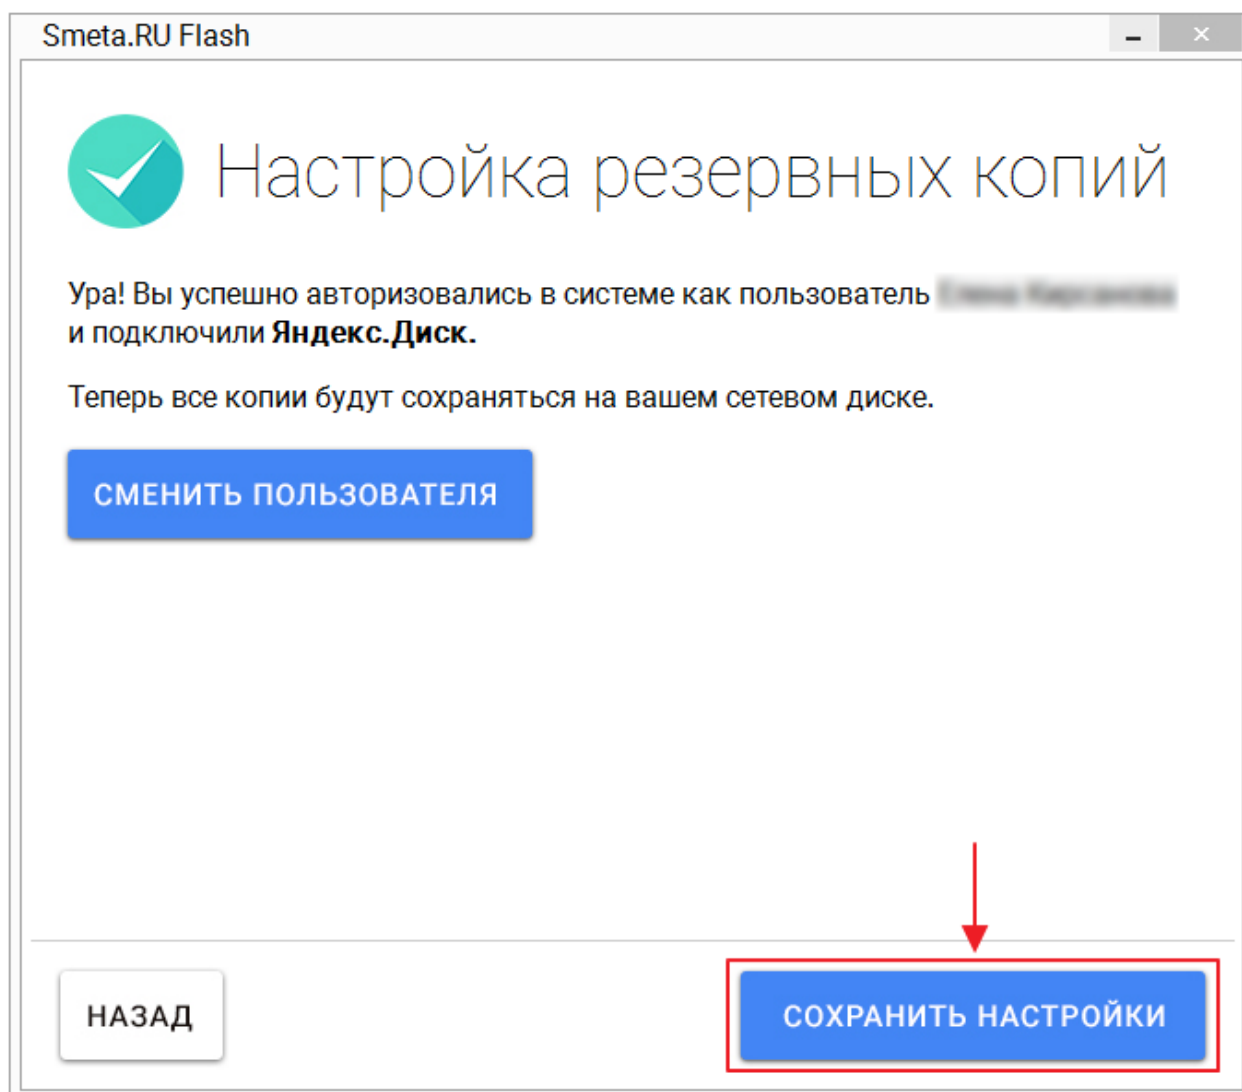 Smeta.RU Flash
Настройка резервных копий
Ура! Вы успешно авторизовались в системе как пользователь
и подключили Яндекс.Диск.
Теперь все копии будут сохраняться на вашем сетевом диске.
СМЕНИТЬ ПОЛЬЗОВАТЕЛЯ
НАЗАД
СОХРАНИТЬ НАСТРОЙКИ